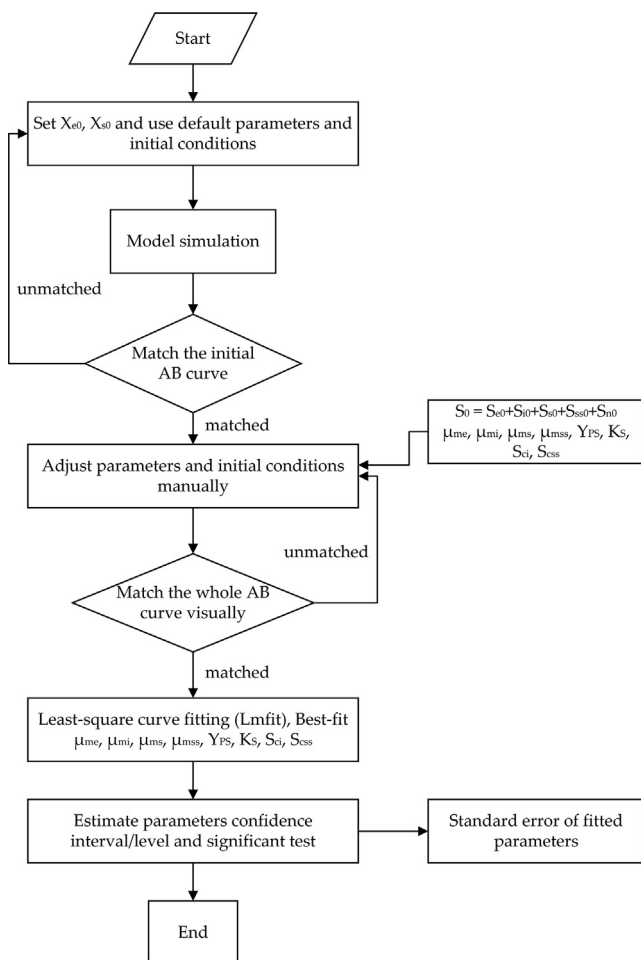 Start
Set Xe0, Xs0 and use default parameters and
initial conditions
Model simulation
unmatched
Match the initial
AB curve
matched
S0 = Se0+Si0+Ss0+Sss0+Sn0
μme, μmi, μms, μmss, YPS, KS,
Sci, Scss
Adjust parameters and initial conditions
manually
unmatched
Match the whole AB
curve visually
matched
Least-square curve fitting (Lmfit), Best-fit
μme, μmi, μms, μmss, YPS, KS, Sci, Scss
Estimate parameters confidence
interval/level and significant test
Standard error of fitted
parameters
End